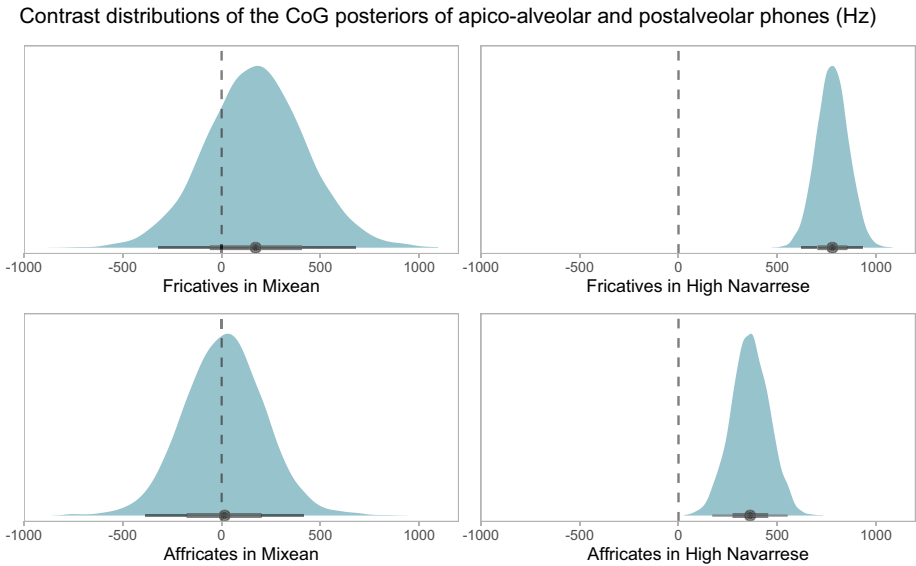 Contrast distributions of the CoG posteriors of apico-alveolar and postalveolar phones (Hz)
-1000 -500 0 500 1000
Fricatives in Mixean
-1000 -500 0 500 1000
Fricatives in High Navarrese
-1000 -500 0 500 1000
Affricates in Mixean
-1000 -500 0 500 1000
Affricates in High Navarrese